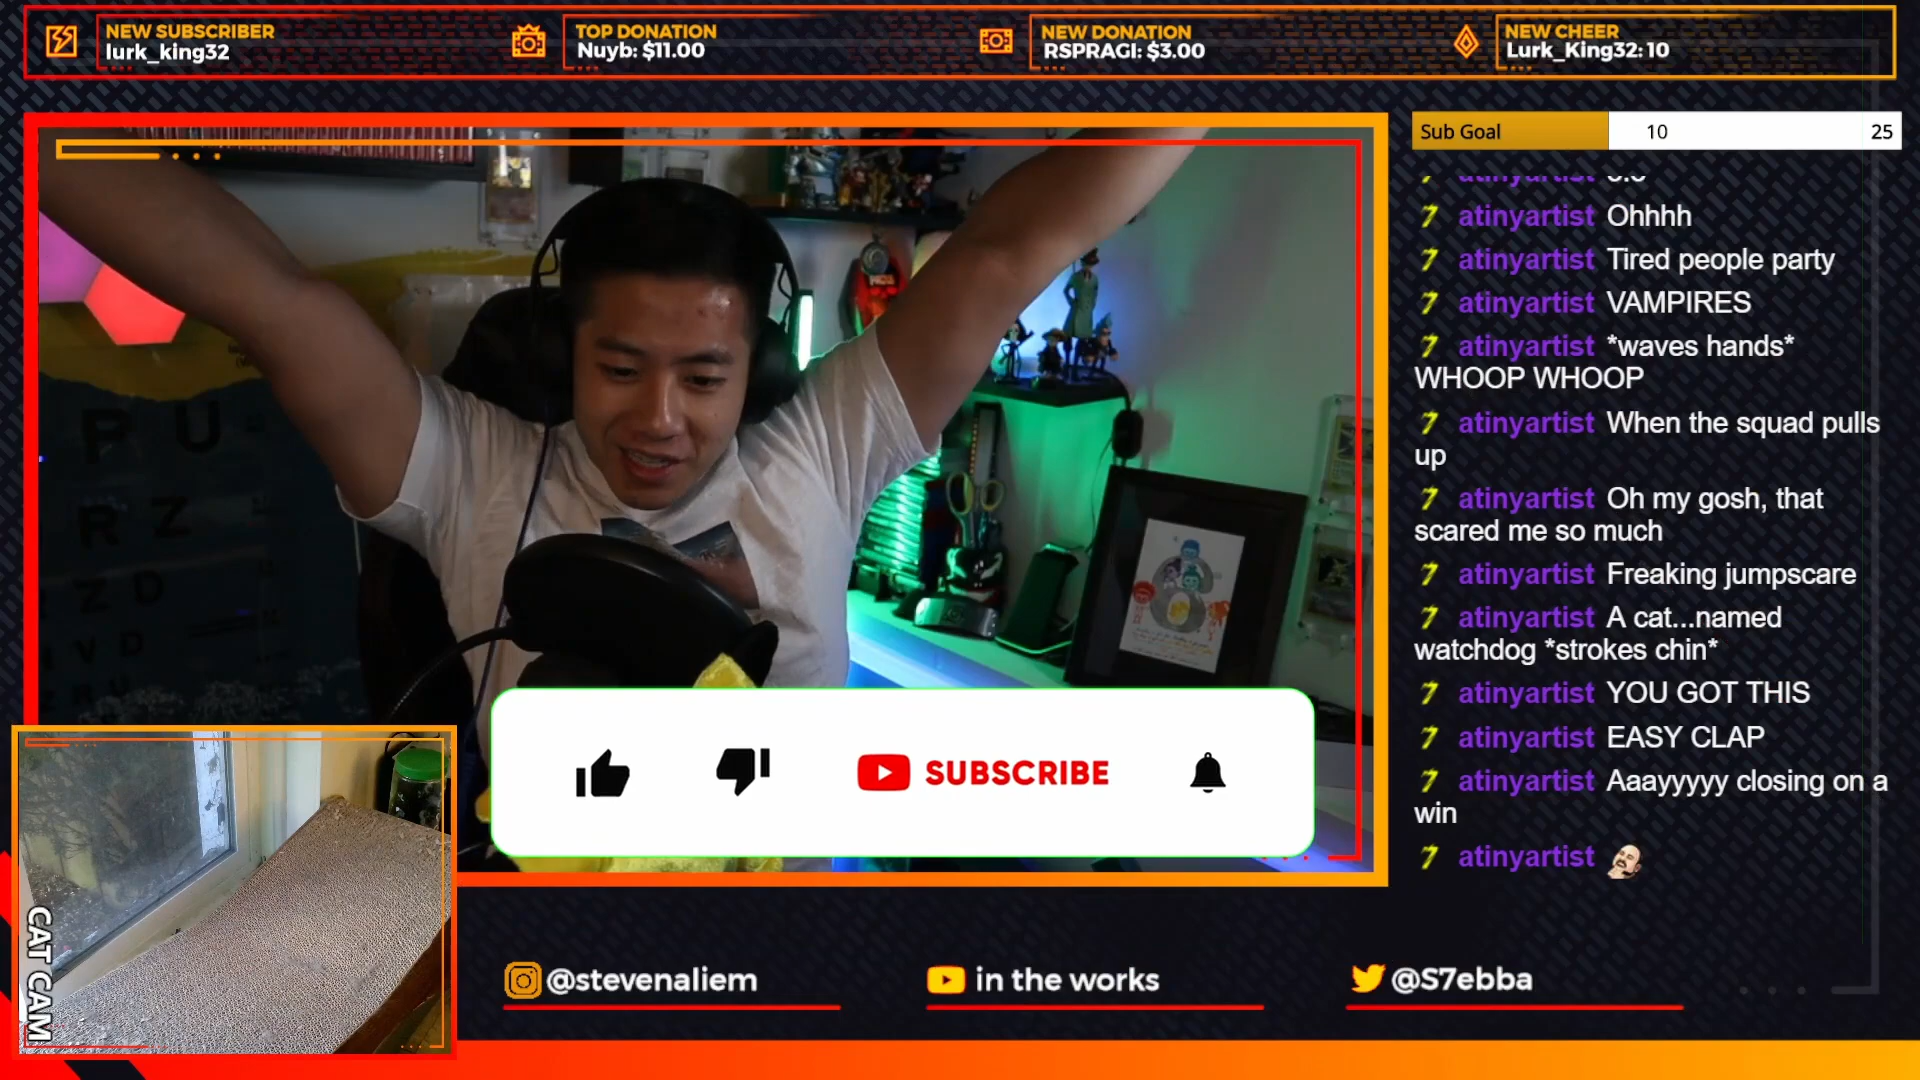 NEW SUBSCRIBER
lurk_king32
TOP DONATION
Nuyb: $11.00
NEW DONATION
RSPRAGI: $3.00
NEW CHEER
Lurk_King32: 10
Sub Goal 10 25
atinyartist
atinyartist Ohhhh
atinyartist Tired people party
atinyartist VAMPIRES
atinyartist *waves hands*
WHOOP WHOOP
atinyartist When the squad pulls
up
atinyartist Oh my gosh, that
scared me so much
atinyartist Freaking jumpscare
atinyartist A cat...named
watchdog *strokes chin*
atinyartist YOU GOT THIS
atinyartist EASY CLAP
atinyartist Aaayyyyy closing on a
win
atinyartist
P U
R Z
Z D
V D
SUBSCRIBE
CAT CAM
@stevenaliem
in the works
@S7ebba